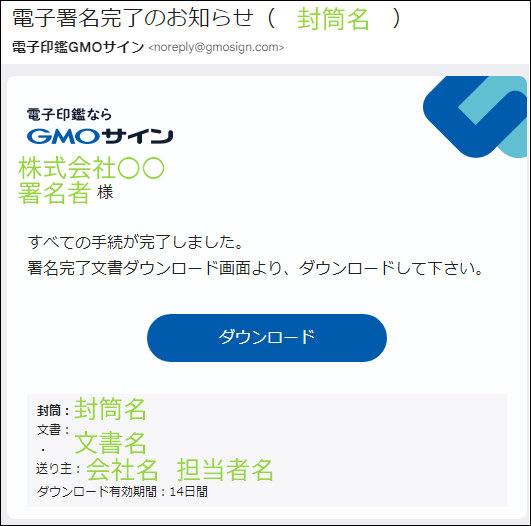 電子署名完了のお知らせ（ 封筒名 ）
電子印鑑GMOサイン <noreply@gmosign.com>
電子印鑑なら
GMOサイン
株式会社〇〇
署名者 様
すべての手続が完了しました。
署名完了文書ダウンロード画面より、ダウンロードして下さい。
ダウンロード
封筒：封筒名
文書：
・ 文書名
送り主：会社名 担当者名
ダウンロード有効期間：14日間